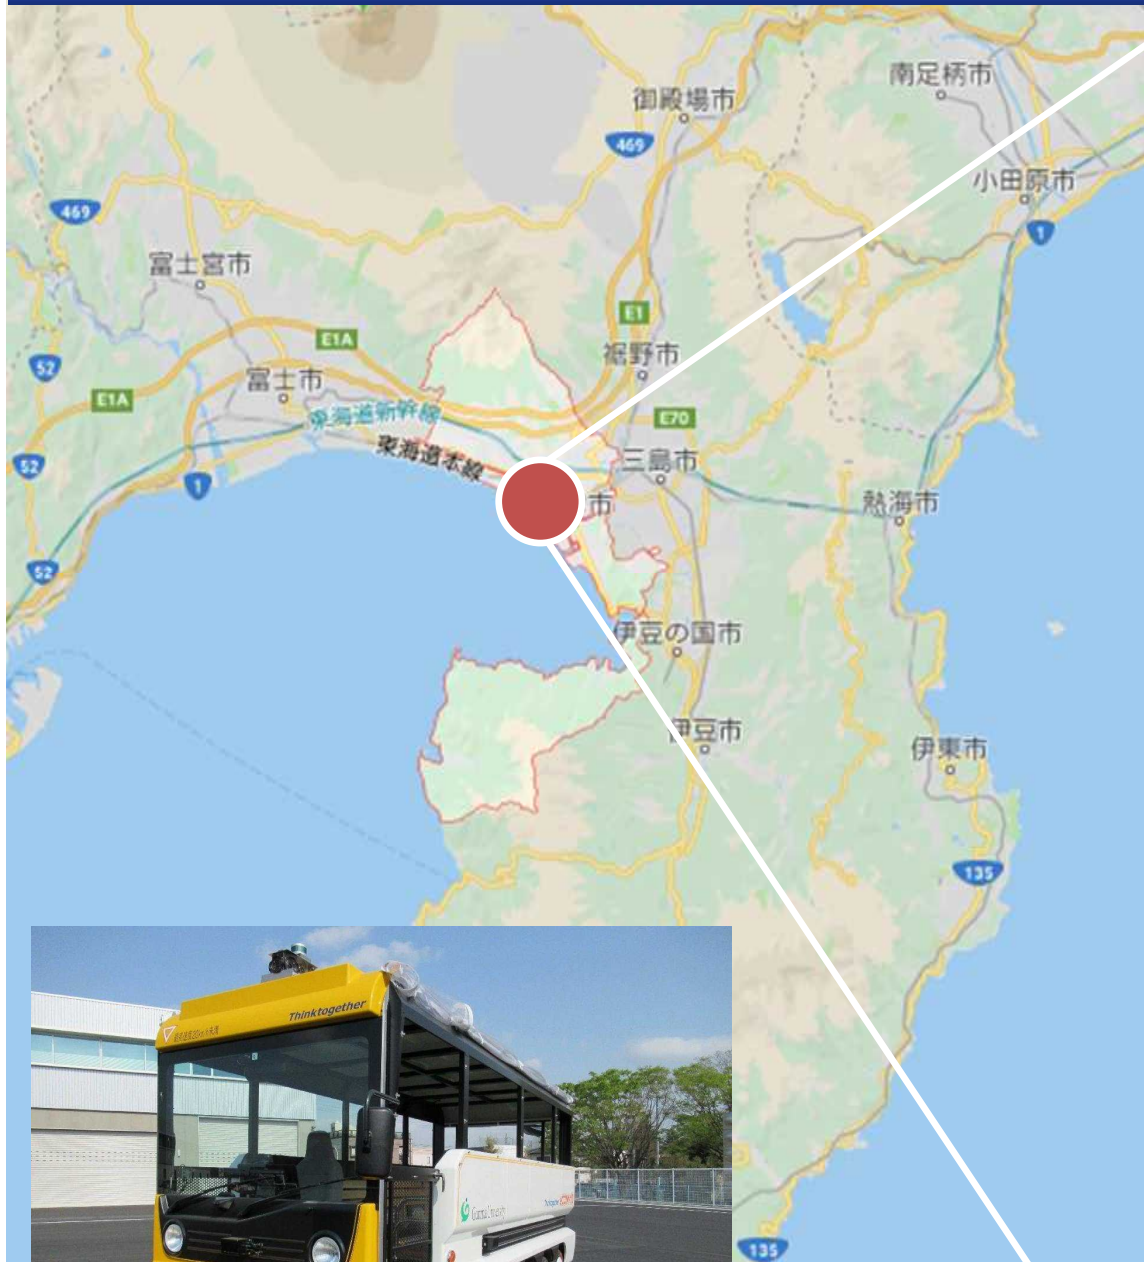 南足柄市
御殿場市
469
小田原市
469
1
富士宮市
E1
E1A
裾野市
52
富士市
E1A
東海道新幹線
E70
東海道本線
三島市
52
1
市
熱海市
52
伊豆の国市
伊豆市
伊東市
135
Thinktogether
Gunma University
135